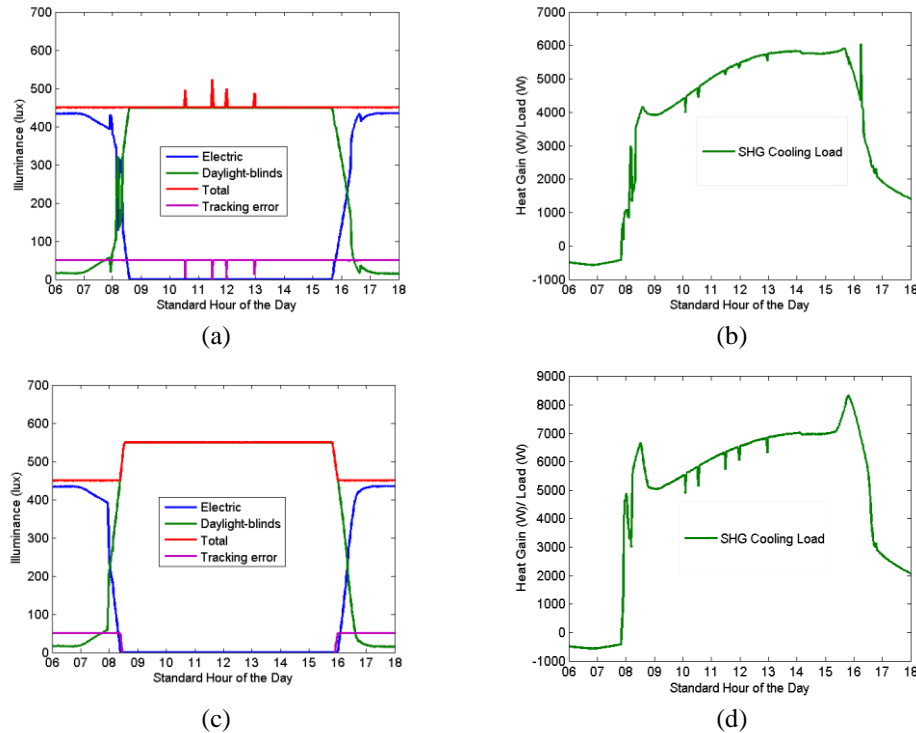 700
600
500
400
300
200
100
0
Illuminance (lux)
Electric
Daylight-blinds
Total
Tracking error
06 07 08 09 10 11 12 13 14 15 16 17 18
Standard Hour of the Day
(a)
6000
5000
4000
3000
2000
1000
0
-1000
Heat Gain (W)/ Load (W)
SHG Cooling Load
06 07 08 09 10 11 12 13 14 15 16 17 18
Standard Hour of the Day
(b)
700
600
500
400
300
200
100
0
Illuminance (lux)
Electric
Daylight-blinds
Total
Tracking error
06 07 08 09 10 11 12 13 14 15 16 17 18
Standard Hour of the Day
(c)
9000
8000
7000
6000
5000
4000
3000
2000
1000
0
-1000
Heat Gain (W)/ Load (W)
SHG Cooling Load
06 07 08 09 10 11 12 13 14 15 16 17 18
Standard Hour of the Day
(d)